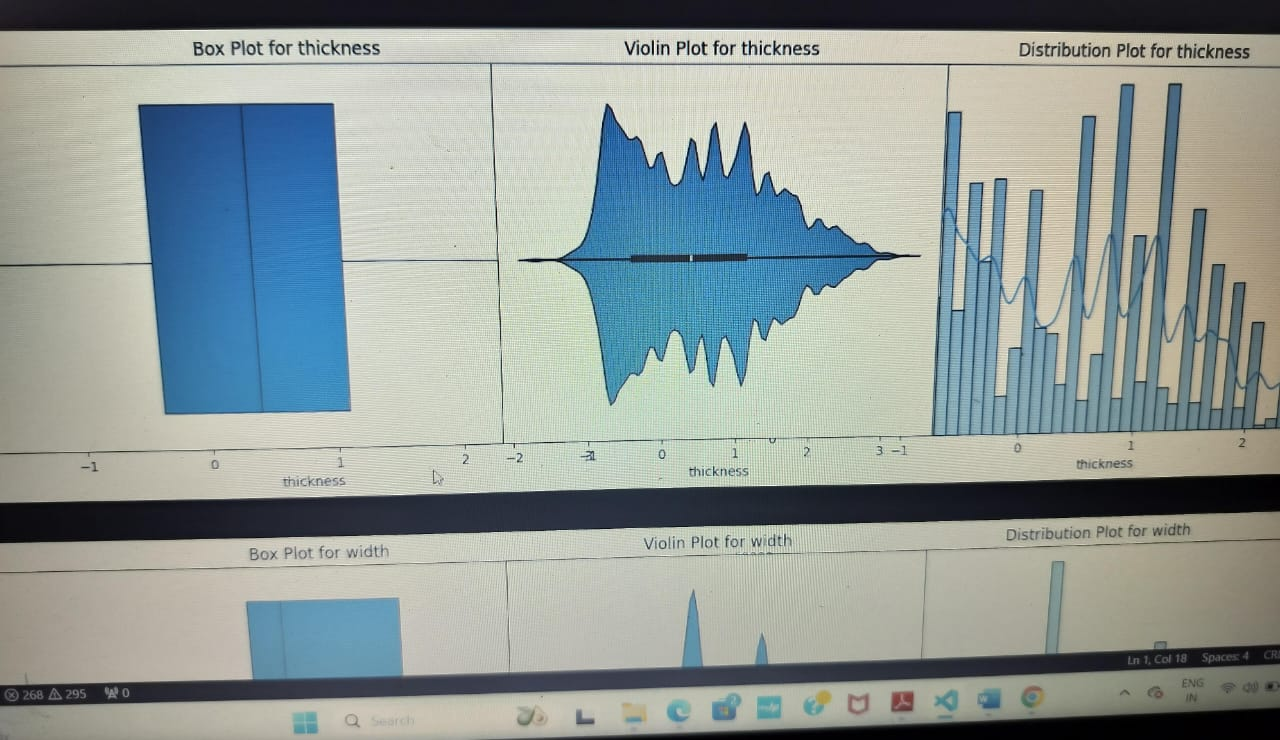 Box Plot for thickness
Violin Plot for thickness
Distribution Plot for thickness
−1 0 1 2
thickness
−2 0 1 2 3
thickness
−1 0 1 2
thickness
Box Plot for width
Violin Plot for width
Distribution Plot for width
Ln 1, Col 18 Spaces: 4
268 295 0
Search
ENG
IN